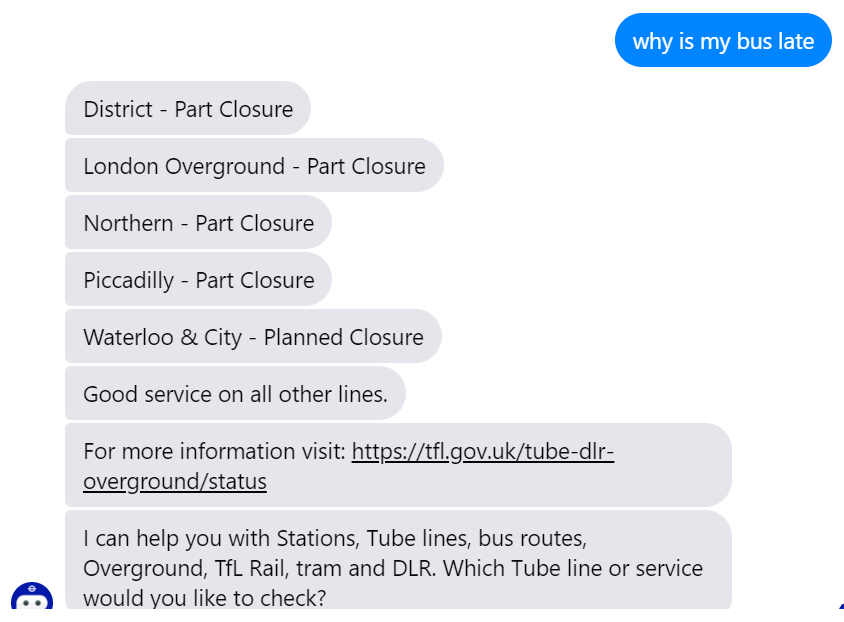 why is my bus late
District - Part Closure
London Overground - Part Closure
Northern - Part Closure
Piccadilly - Part Closure
Waterloo & City - Planned Closure
Good service on all other lines.
For more information visit: https://tfl.gov.uk/tube-dlr-
overground/status
I can help you with Stations, Tube lines, bus routes,
Overground, TfL Rail, tram and DLR. Which Tube line or service
would you like to check?